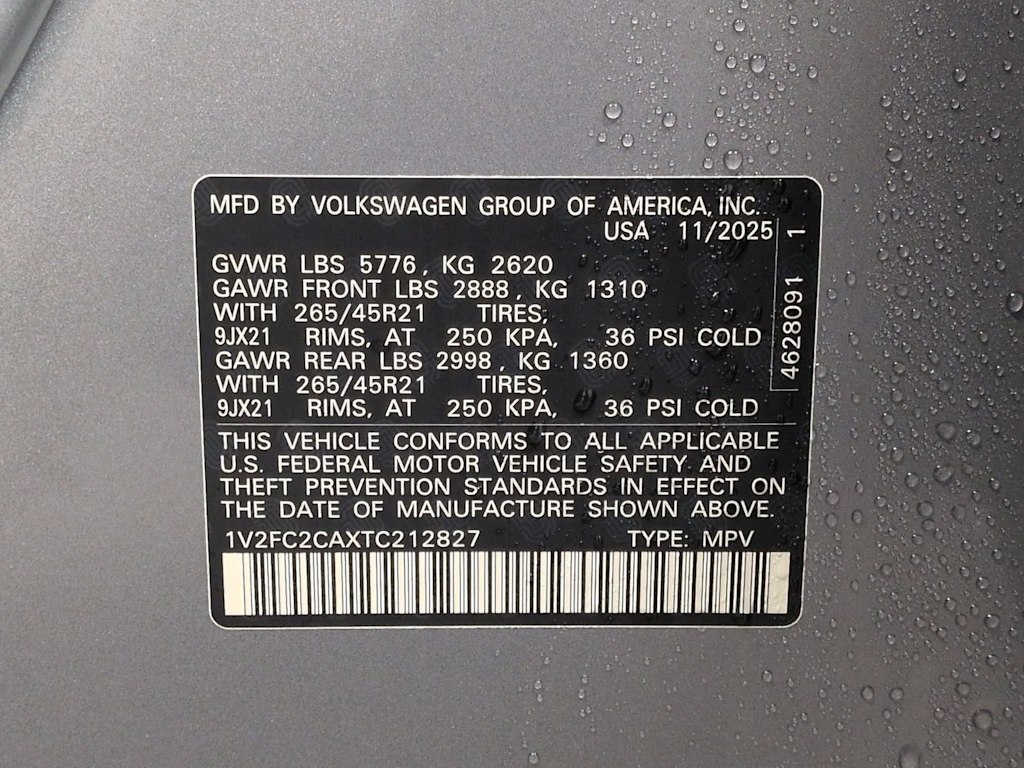 MFD BY VOLKSWAGEN GROUP OF AMERICA, INC.
USA 11/2025
GVWR LBS 5776, KG 2620
GAWR FRONT LBS 2888, KG 1310
WITH 265/45R21 TIRES;
9JX21 RIMS, AT 250 KPA, 36 PSI COLD
GAWR REAR LBS 2998, KG 1360
WITH 265/45R21 TIRES,
9JX21 RIMS, AT 250 KPA, 36 PSI COLD
4628091 1
THIS VEHICLE CONFORMS TO ALL APPLICABLE
U.S. FEDERAL MOTOR VEHICLE SAFETY AND
THEFT PREVENTION STANDARDS IN EFFECT ON
THE DATE OF MANUFACTURE SHOWN ABOVE.
1V2FC2CAXTC212827 TYPE: MPV